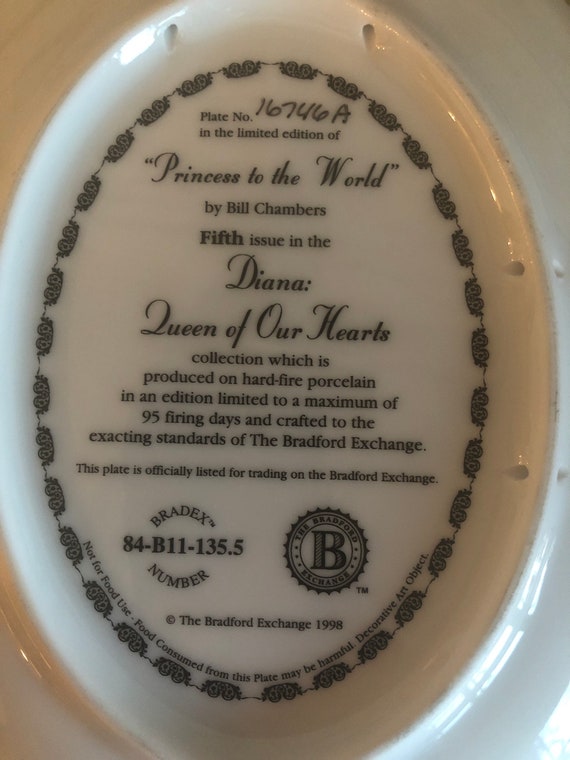 Plate No. 16746A
in the limited edition of
“Princess to the World”
by Bill Chambers
Fifth issue in the
Diana:
Queen of Our Hearts
collection which is
produced on hard-fire porcelain
in an edition limited to a maximum of
95 firing days and crafted to the
exacting standards of The Bradford Exchange.
This plate is officially listed for trading on the Bradford Exchange.
BRADEX™
84-B11-135.5
NUMBER
THE BRADFORD
B
EXCHANGE
™
© The Bradford Exchange 1998
Not for Food Use - Food Consumed from this Plate may be harmful. Decorative Art Object.